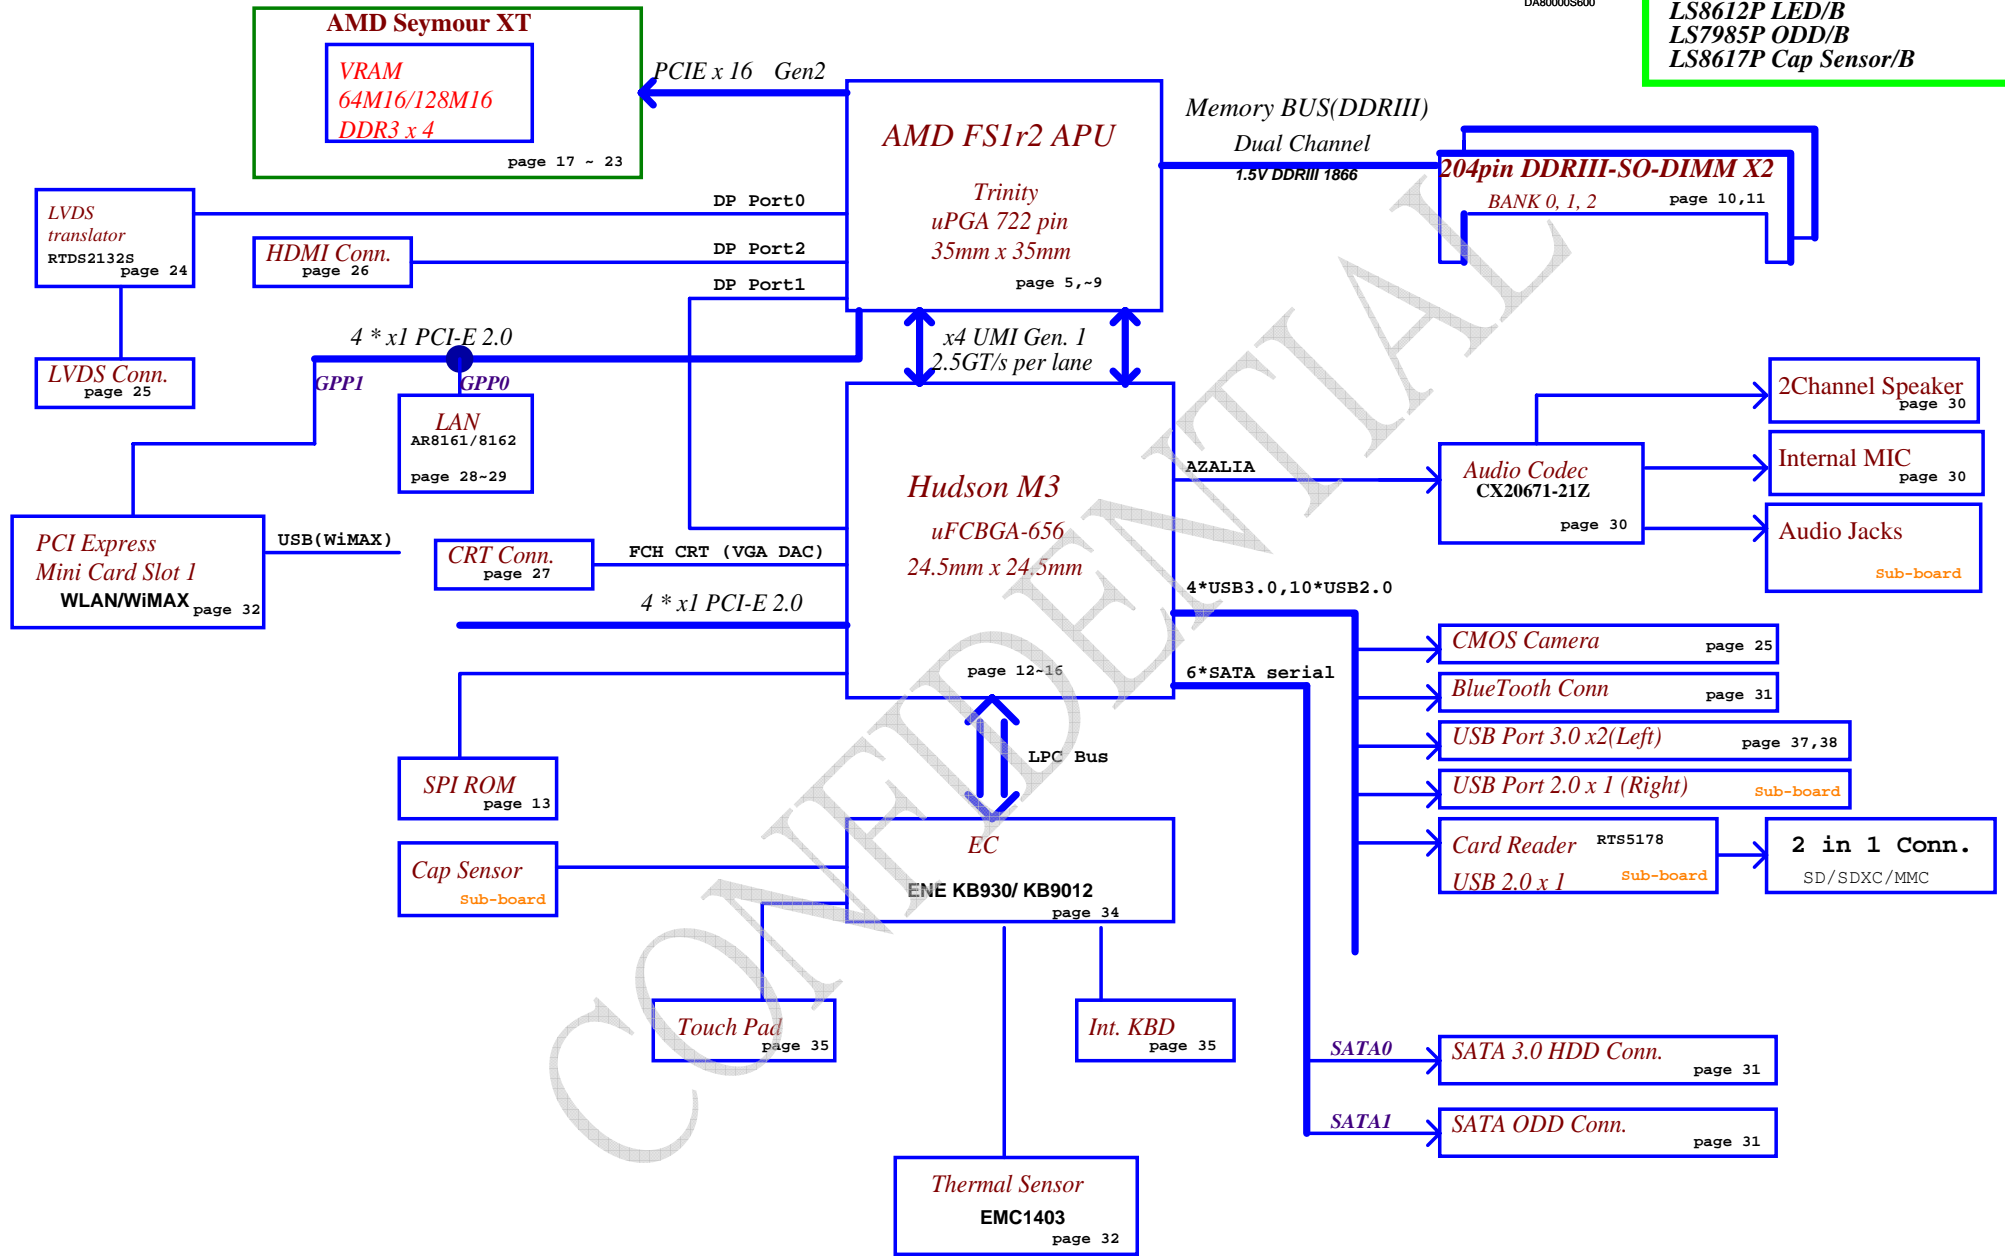 DA80000S600
LS8612P LED/B
LS7985P ODD/B
LS8617P Cap Sensor/B
AMD Seymour XT
VRAM
64M16/128M16
DDR3 x 4
page 17 ~ 23
PCIE x 16 Gen2
AMD FS1r2 APU
Trinity
uPGA 722 pin
35mm x 35mm
page 5,~9
Memory BUS(DDRIII)
Dual Channel
1.5V DDRIII 1866
204pin DDRIII-SO-DIMM X2
BANK 0, 1, 2
page 10,11
LVDS
translator
RTDS2132S
page 24
DP Port0
HDMI Conn.
page 26
DP Port2
DP Port1
4 * x1 PCI-E 2.0
x4 UMI Gen. 1
2.5GT/s per lane
LVDS Conn.
page 25
GPP1
GPP0
LAN
AR8161/8162
page 28~29
Hudson M3
uFCBGA-656
24.5mm x 24.5mm
page 12~16
AZALIA
Audio Codec
CX20671-21Z
page 30
2Channel Speaker
page 30
Internal MIC
page 30
Audio Jacks
Sub-board
PCI Express
Mini Card Slot 1
WLAN/WiMAX
page 32
USB(WiMAX)
CRT Conn.
page 27
FCH CRT (VGA DAC)
4 * x1 PCI-E 2.0
4*USB3.0,10*USB2.0
6*SATA serial
CMOS Camera
page 25
BlueTooth Conn
page 31
USB Port 3.0 x2(Left)
page 37,38
USB Port 2.0 x 1 (Right)
Sub-board
Card Reader
RTS5178
USB 2.0 x 1
Sub-board
2 in 1 Conn.
SD/SDXC/MMC
LPC Bus
SPI ROM
page 13
Cap Sensor
Sub-board
EC
ENE KB930/ KB9012
page 34
Touch Pad
page 35
Int. KBD
page 35
SATA0
SATA 3.0 HDD Conn.
page 31
SATA1
SATA ODD Conn.
page 31
Thermal Sensor
EMC1403
page 32
CONFIDENTIAL